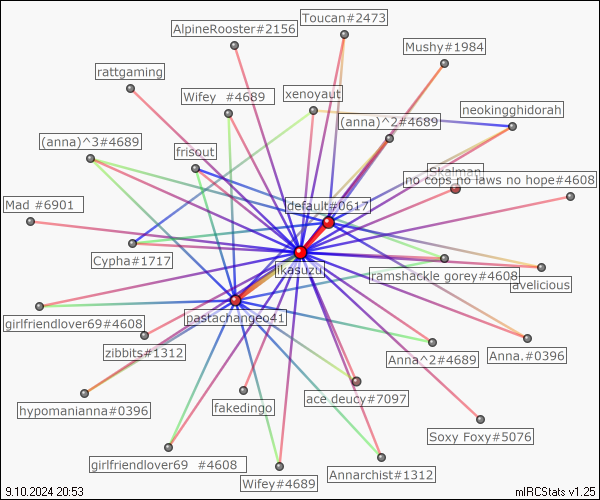 Toucan#2473
AlpineRooster#2156
Mushy#1984
rattgaming
Wifey #4689
xenoyaut
neokingghidorah
(anna)^2#4689
(anna)^3#4689
frisout
Skalman
no cops no laws no hope#4608
Mad #6901
default#0617
Cypha#1717
ikasuzu
ramshackle gorey#4608
avelicious
girlfriendlover69#4608
pastachangeo41
zibbits#1312
Anna^2#4689
Anna.#0396
hypomanianna#0396
fakedingo
ace deucy#7097
Soxy Foxy#5076
girlfriendlover69 #4608
Wifey#4689
Annarchist#1312
9.10.2024 20:53
mIRCStats v1.25